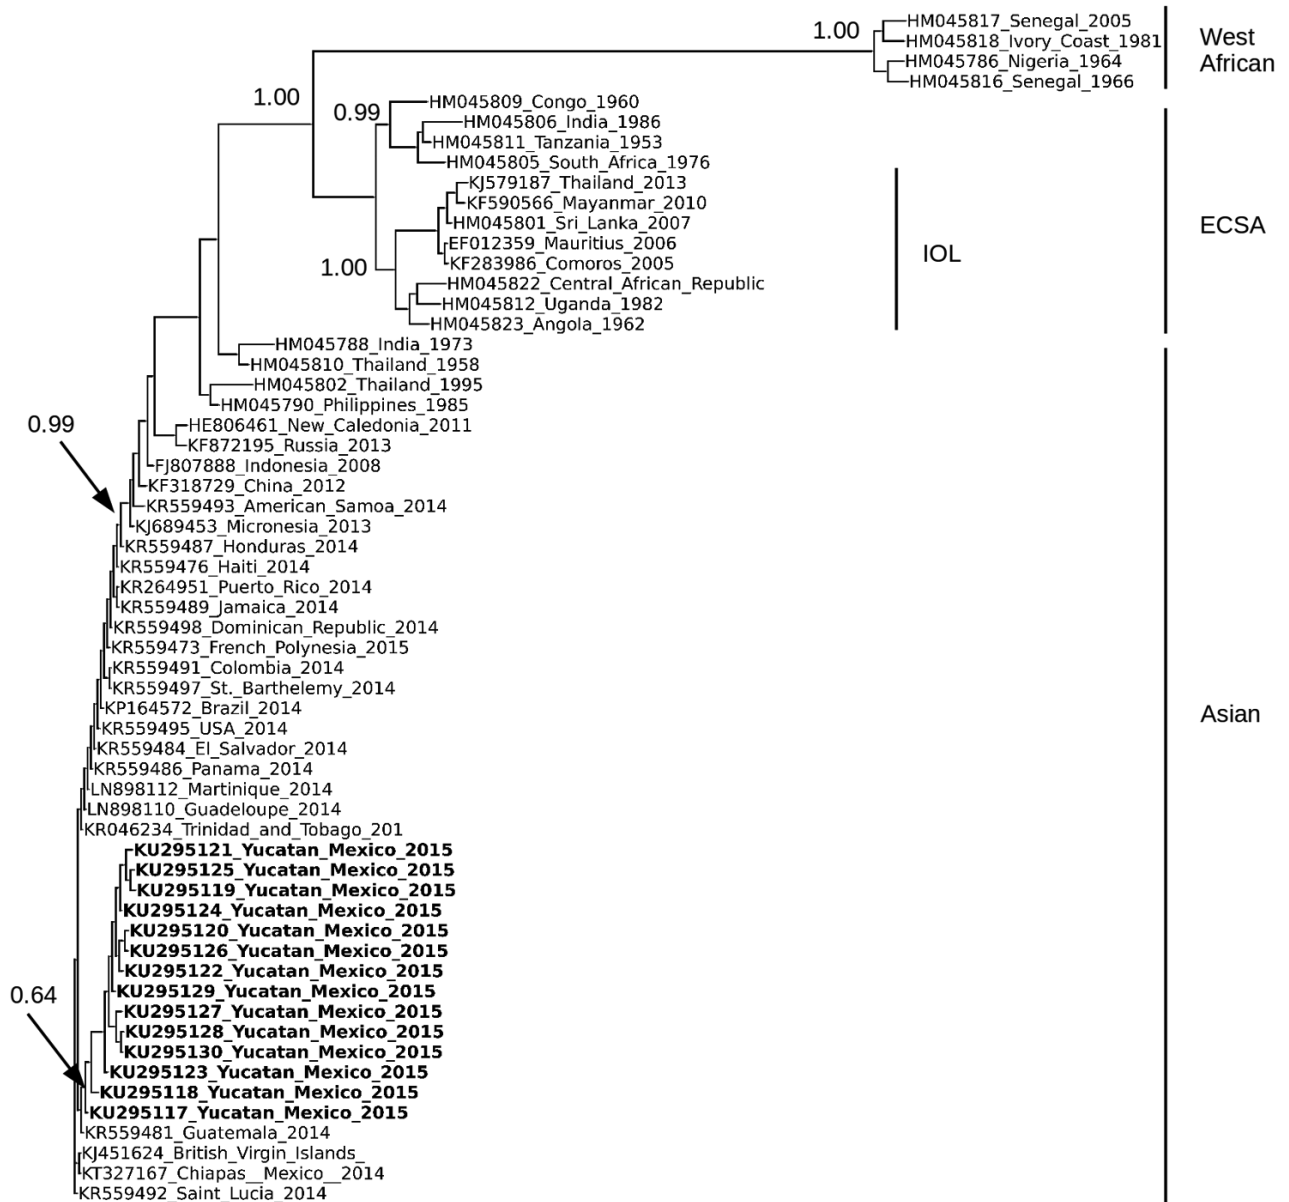 1.00
HM045817_Senegal_2005
HM045818_Ivory_Coast_1981
HM045786_Nigeria_1964
HM045816_Senegal_1966
West
African
1.00
0.99
HM045809_Congo_1960
HM045806_India_1986
HM045811_Tanzania_1953
HM045805_South_Africa_1976
KJ579187_Thailand_2013
KF590566_Mayanmar_2010
HM045801_Sri_Lanka_2007
EF012359_Mauritius_2006
KF283986_Comoros_2005
1.00
HM045822_Central_African_Republic
HM045812_Uganda_1982
HM045823_Angola_1962
IOL
ECSA
HM045788_India_1973
HM045810_Thailand_1958
HM045802_Thailand_1995
HM045790_Philippines_1985
0.99
HE806461_New_Caledonia_2011
KF872195_Russia_2013
FJ807888_Indonesia_2008
KF318729_China_2012
KR559493_American_Samoa_2014
KJ689453_Micronesia_2013
KR559487_Honduras_2014
KR559476_Haiti_2014
KR264951_Puerto_Rico_2014
KR559489_Jamaica_2014
KR559498_Dominican_Republic_2014
KR559473_French_Polynesia_2015
KR559491_Colombia_2014
KR559497_St._Barthelemy_2014
KP164572_Brazil_2014
Asian
KR559495_USA_2014
KR559484_El_Salvador_2014
KR559486_Panama_2014
LN898112_Martinique_2014
LN898110_Guadeloupe_2014
KR046234_Trinidad_and_Tobago_201
KU295121_Yucatan_Mexico_2015
KU295125_Yucatan_Mexico_2015
KU295119_Yucatan_Mexico_2015
KU295124_Yucatan_Mexico_2015
KU295120_Yucatan_Mexico_2015
KU295126_Yucatan_Mexico_2015
KU295122_Yucatan_Mexico_2015
0.64
KU295129_Yucatan_Mexico_2015
KU295127_Yucatan_Mexico_2015
KU295128_Yucatan_Mexico_2015
KU295130_Yucatan_Mexico_2015
KU295123_Yucatan_Mexico_2015
KU295118_Yucatan_Mexico_2015
KU295117_Yucatan_Mexico_2015
KR559481_Guatemala_2014
KJ451624_British_Virgin_Islands_
KT327167_Chiapas__Mexico__2014
KR559492_Saint_Lucia_2014